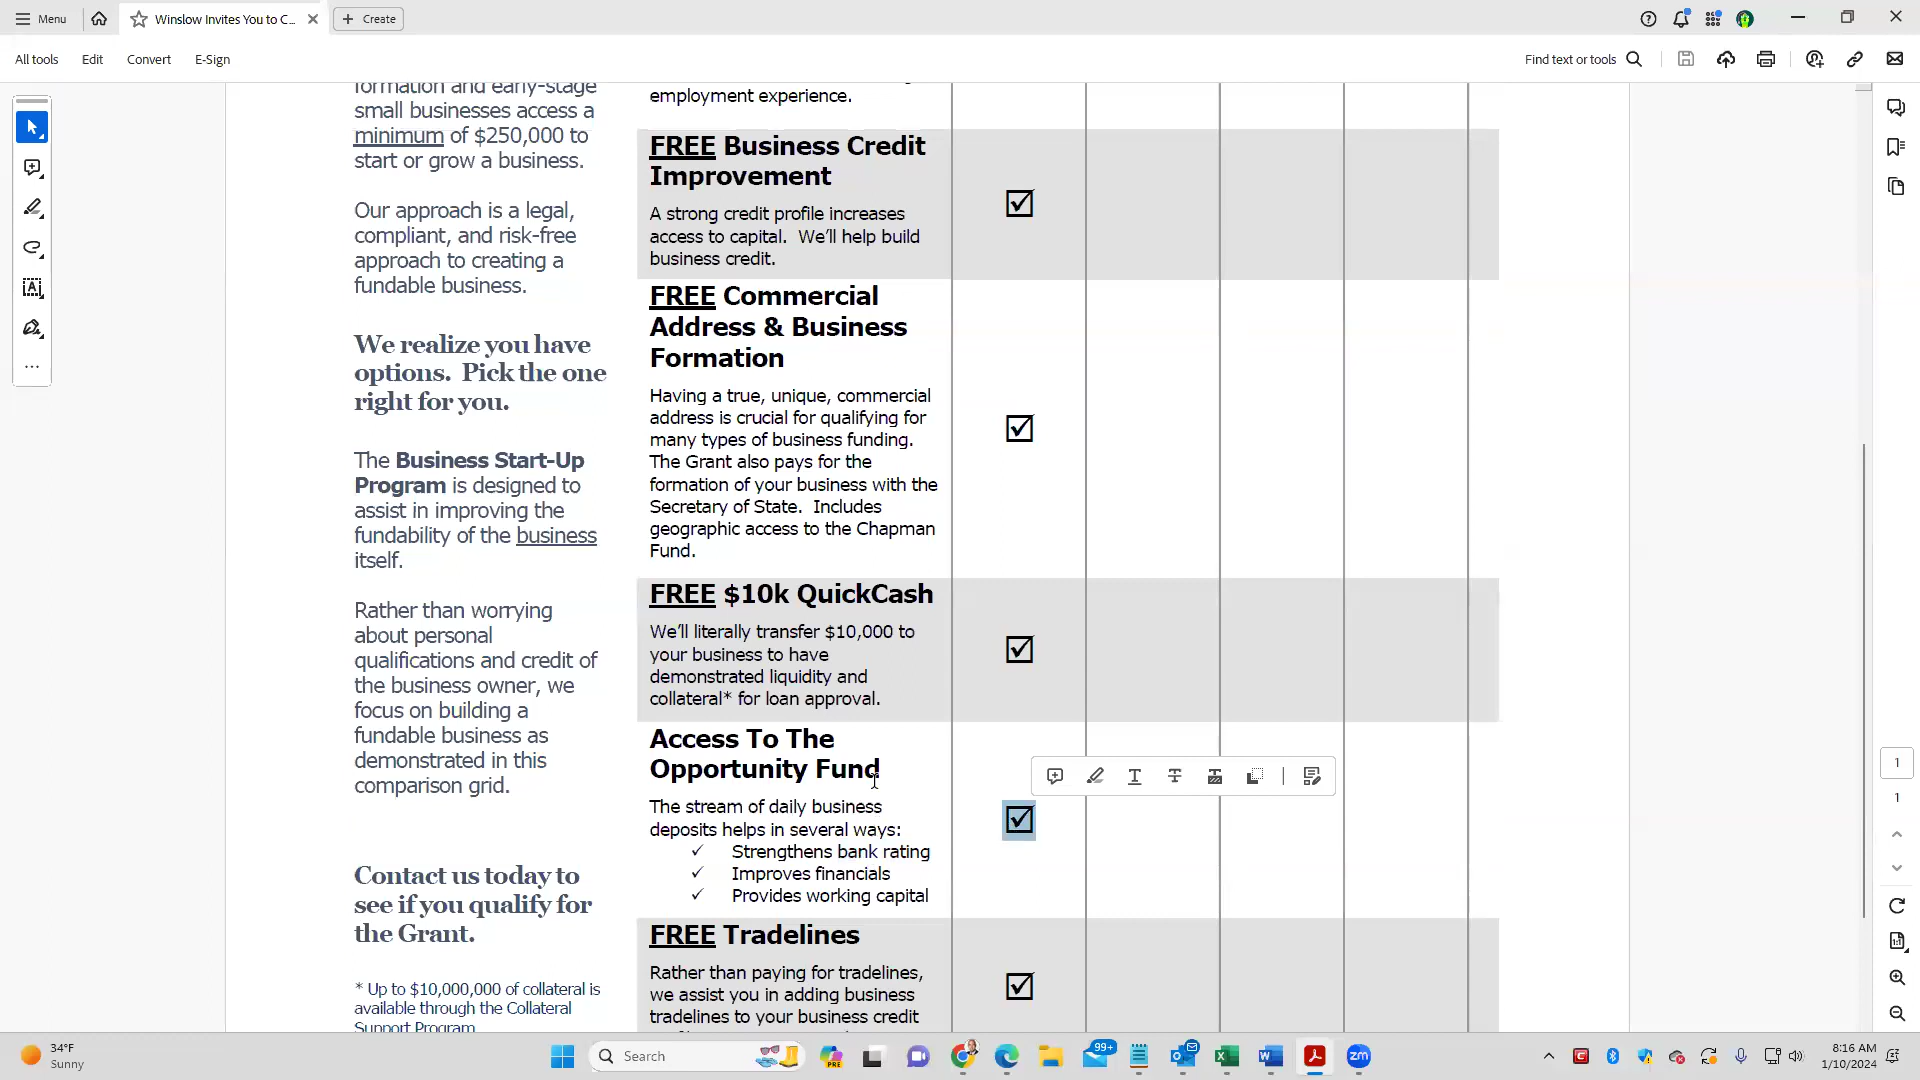 Menu
Winslow Invites You to C...
Create
All tools
Edit
Convert
E-Sign
Find text or tools
formation and early-stage
small businesses access a
minimum of $250,000 to
start or grow a business.
Our approach is a legal,
compliant, and risk-free
approach to creating a
fundable business.
We realize you have
options.  Pick the one
right for you.
The Business Start-Up
Program is designed to
assist in improving the
fundability of the business
itself.
Rather than worrying
about personal
qualifications and credit of
the business owner, we
focus on building a
fundable business as
demonstrated in this
comparison grid.
Contact us today to
see if you qualify for
the Grant.
* Up to $10,000,000 of collateral is
available through the Collateral
Support Program
employment experience.
FREE Business Credit
Improvement
A strong credit profile increases
access to capital.  We'll help build
business credit.
FREE Commercial
Address & Business
Formation
Having a true, unique, commercial
address is crucial for qualifying for
many types of business funding.
The Grant also pays for the
formation of your business with the
Secretary of State.  Includes
geographic access to the Chapman
Fund.
FREE $10k QuickCash
We'll literally transfer $10,000 to
your business to have
demonstrated liquidity and
collateral* for loan approval.
Access To The
Opportunity Fund
The stream of daily business
deposits helps in several ways:
✓ Strengthens bank rating
✓ Improves financials
✓ Provides working capital
FREE Tradelines
Rather than paying for tradelines,
we assist you in adding business
tradelines to your business credit
1
1
34°F
Sunny
Search
PRE
99+
zm
8:16 AM
1/10/2024